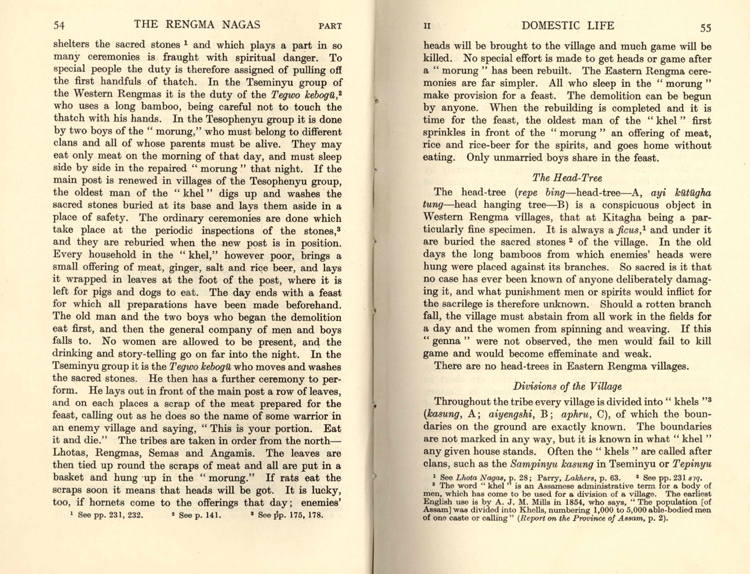 54 THE RENGMA NAGAS PART
shelters the sacred stones ¹ and which plays a part in so
many ceremonies is fraught with spiritual danger. To
special people the duty is therefore assigned of pulling off
the first handfuls of thatch. In the Tseminyu group of
the Western Rengmas it is the duty of the Tegwo kebogü,²
who uses a long bamboo, being careful not to touch the
thatch with his hands. In the Tesophenyu group it is done
by two boys of the “ morung,” who must belong to different
clans and all of whose parents must be alive. They may
eat only meat on the morning of that day, and must sleep
side by side in the repaired “ morung ” that night. If the
main post is renewed in villages of the Tesophenyu group,
the oldest man of the “ khel ” digs up and washes the
sacred stones buried at its base and lays them aside in a
place of safety. The ordinary ceremonies are done which
take place at the periodic inspections of the stones,³
and they are reburied when the new post is in position.
Every household in the “ khel,” however poor, brings a
small offering of meat, ginger, salt and rice beer, and lays
it wrapped in leaves at the foot of the post, where it is
left for pigs and dogs to eat. The day ends with a feast
for which all preparations have been made beforehand.
The old man and the two boys who began the demolition
eat first, and then the general company of men and boys
falls to. No women are allowed to be present, and the
drinking and story-telling go on far into the night. In the
Tseminyu group it is the Tegwo kebogü who moves and washes
the sacred stones. He then has a further ceremony to per-
form. He lays out in front of the main post a row of leaves,
and on each places a scrap of the meat prepared for the
feast, calling out as he does so the name of some warrior in
an enemy village and saying, “ This is your portion. Eat
it and die.” The tribes are taken in order from the north—
Lhotas, Rengmas, Semas and Angamis. The leaves are
then tied up round the scraps of meat and all are put in a
basket and hung up in the “ morung.” If rats eat the
scraps soon it means that heads will be got. It is lucky,
too, if hornets come to the offerings that day; enemies’
¹ See pp. 231, 232. ² See p. 141. ³ See pp. 175, 178.
II DOMESTIC LIFE 55
heads will be brought to the village and much game will be
killed. No special effort is made to get heads or game after
a “ morung ” has been rebuilt. The Eastern Rengma cere-
monies are far simpler. All who sleep in the “ morung ”
make provision for a feast. The demolition can be begun
by anyone. When the rebuilding is completed and it is
time for the feast, the oldest man of the “ khel ” first
sprinkles in front of the “ morung ” an offering of meat,
rice and rice-beer for the spirits, and goes home without
eating. Only unmarried boys share in the feast.
The Head-Tree
The head-tree (repe bing—head-tree—A, ayi kütügha
tung—head hanging tree—B) is a conspicuous object in
Western Rengma villages, that at Kitagha being a par-
ticularly fine specimen. It is always a ficus,¹ and under it
are buried the sacred stones ² of the village. In the old
days the long bamboos from which enemies’ heads were
hung were placed against its branches. So sacred is it that
no case has ever been known of anyone deliberately damag-
ing it, and what punishment men or spirits would inflict for
the sacrilege is therefore unknown. Should a rotten branch
fall, the village must abstain from all work in the fields for
a day and the women from spinning and weaving. If this
“ genna ” were not observed, the men would fail to kill
game and would become effeminate and weak.
There are no head-trees in Eastern Rengma villages.
Divisions of the Village
Throughout the tribe every village is divided into “ khels ”³
(kasung, A; aiyengshi, B; aphru, C), of which the boun-
daries on the ground are exactly known. The boundaries
are not marked in any way, but it is known in what “ khel ”
any given house stands. Often the “ khels ” are called after
clans, such as the Sampinyu kasung in Tseminyu or Tepinyu
¹ See Lhota Nagas, p. 28; Parry, Lakhers, p. 63. ² See pp. 231 sqq.
³ The word “ khel ” is an Assamese administrative term for a body of
men, which has come to be used for a division of a village. The earliest
English use is by A. J. M. Mills in 1854, who says, “ The population [of
Assam] was divided into Khells, numbering 1,000 to 5,000 able-bodied men
of one caste or calling ” (Report on the Province of Assam, p. 2).